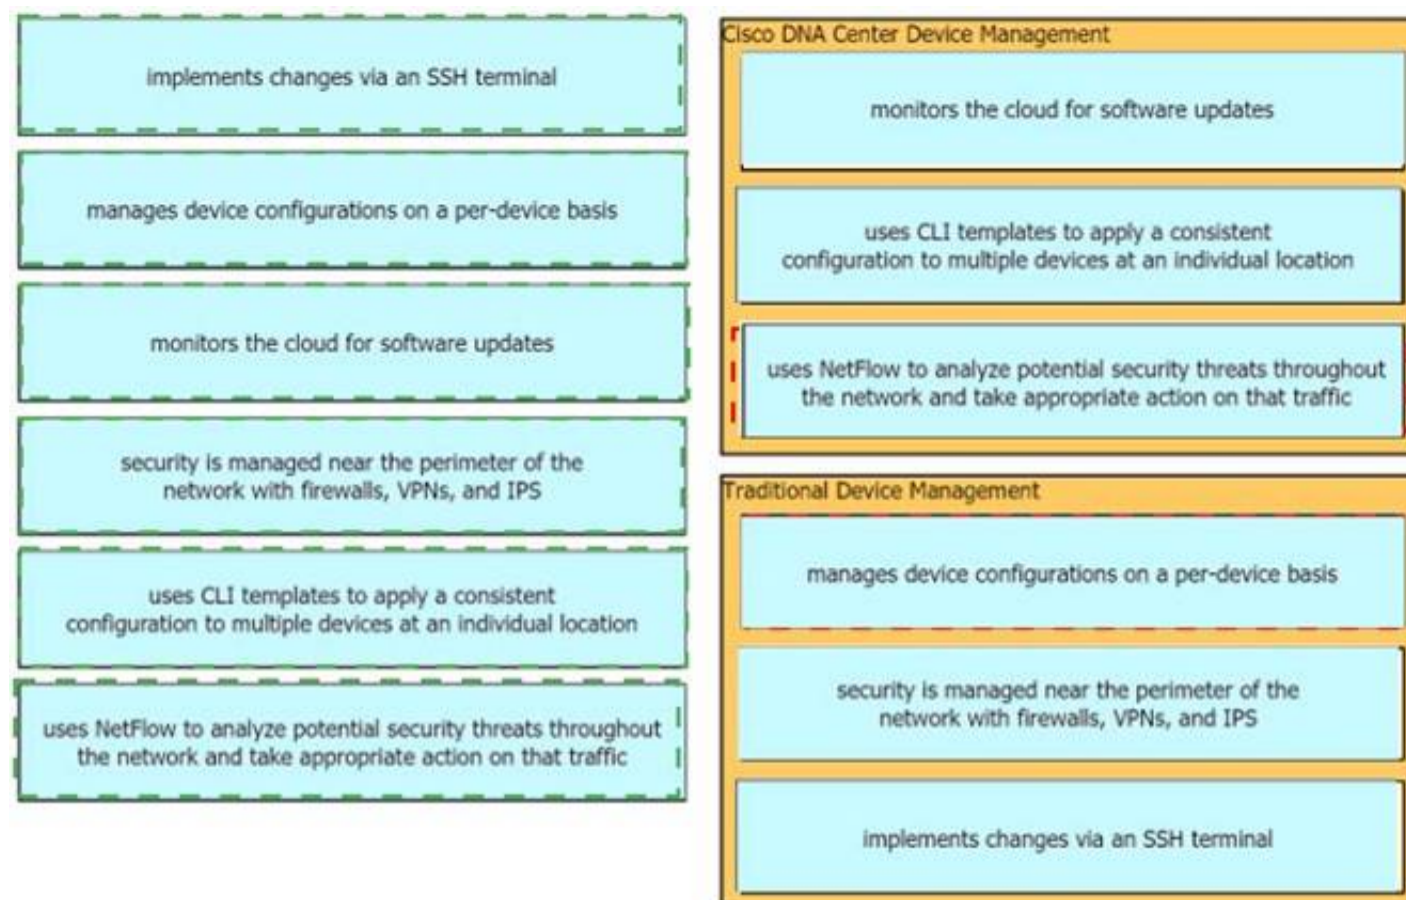 implements changes via an SSH terminal
manages device configurations on a per-device basis
monitors the cloud for software updates
security is managed near the perimeter of the
network with firewalls, VPNs, and IPS
uses CLI templates to apply a consistent
configuration to multiple devices at an individual location
uses NetFlow to analyze potential security threats throughout
the network and take appropriate action on that traffic
Cisco DNA Center Device Management
monitors the cloud for software updates
uses CLI templates to apply a consistent
configuration to multiple devices at an individual location
uses NetFlow to analyze potential security threats throughout
the network and take appropriate action on that traffic
Traditional Device Management
manages device configurations on a per-device basis
security is managed near the perimeter of the
network with firewalls, VPNs, and IPS
implements changes via an SSH terminal